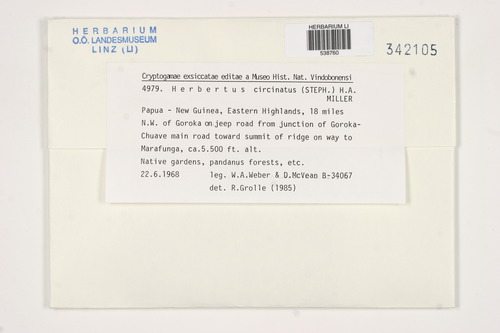 HERBARIUM
O.Ö. LANDESMUSEUM
LINZ (LI)
HERBARIUM LI
538760
342105
Cryptogamae exsiccatae editae a Museo Hist. Nat. Vindobonensi
4979. Herbertus circinatus (STEPH.) H.A.
MILLER
Papua - New Guinea, Eastern Highlands, 18 miles
N.W. of Goroka on jeep road from junction of Goroka-
Chuave main road toward summit of ridge on way to
Marafunga, ca.5.500 ft. alt.
Native gardens, pandanus forests, etc.
22.6.1968 leg. W.A.Weber & D.McVean B-34067
det. R.Grolle (1985)